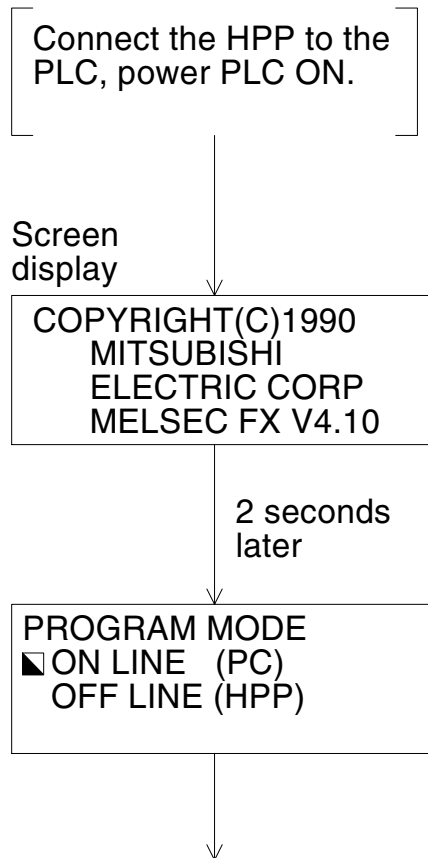 Connect the HPP to the
PLC, power PLC ON.
Screen
display
COPYRIGHT(C)1990
MITSUBISHI
ELECTRIC CORP
MELSEC FX V4.10
2 seconds
later
PROGRAM MODE
ON LINE (PC)
OFF LINE (HPP)